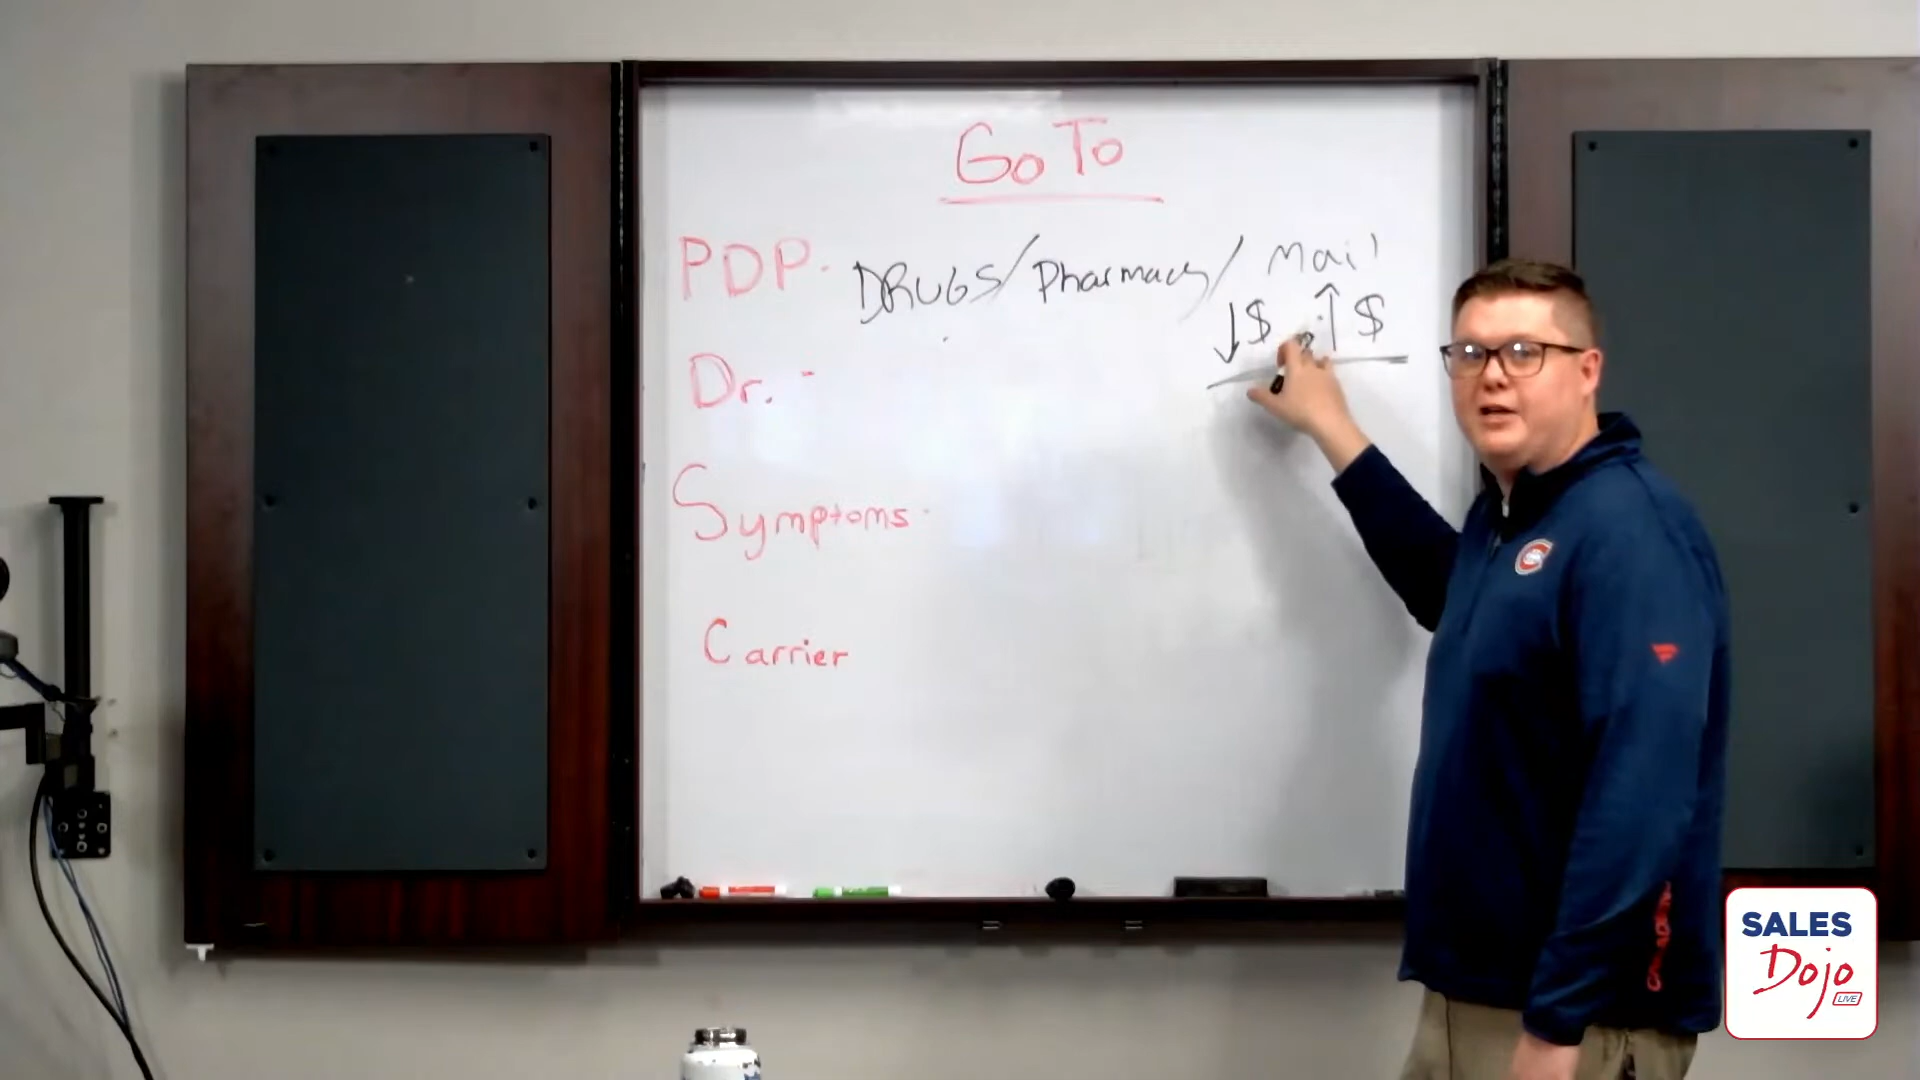 Go To
PDP. DRUGS/Pharmacy/ Mail
↓$ ↑$
Dr. -
Symptoms.
Carrier
SALES
Dojo
LIVE